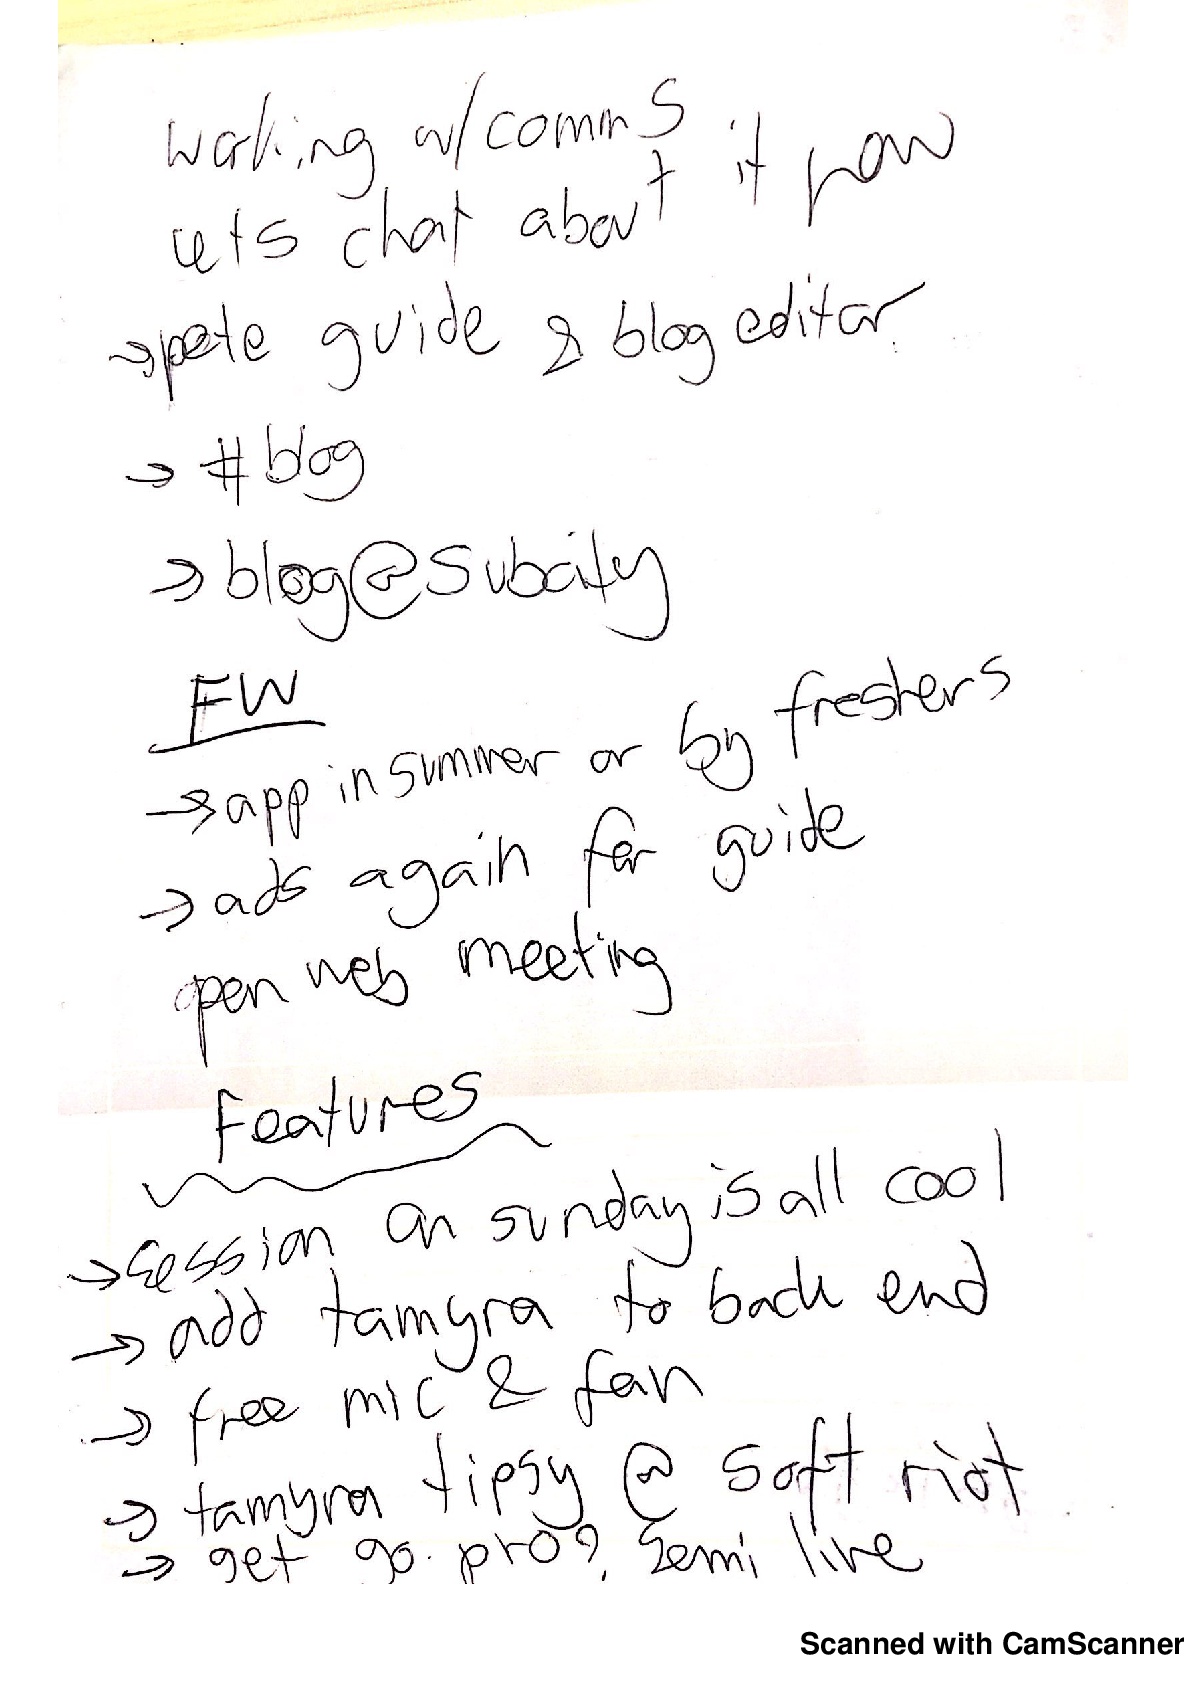 working w/ comms
lets chat about it now
→ pete guide & blog editor
→ #blog
→ blog@subcity
FW
→ app in summer or by freshers
→ ads again for guide
open web meeting
Features
→ session on sunday is all cool
→ add tamyra to back end
→ free mic & fan
→ tamyra tipsy @ soft riot
→ get go pro? semi live
Scanned with CamScanner